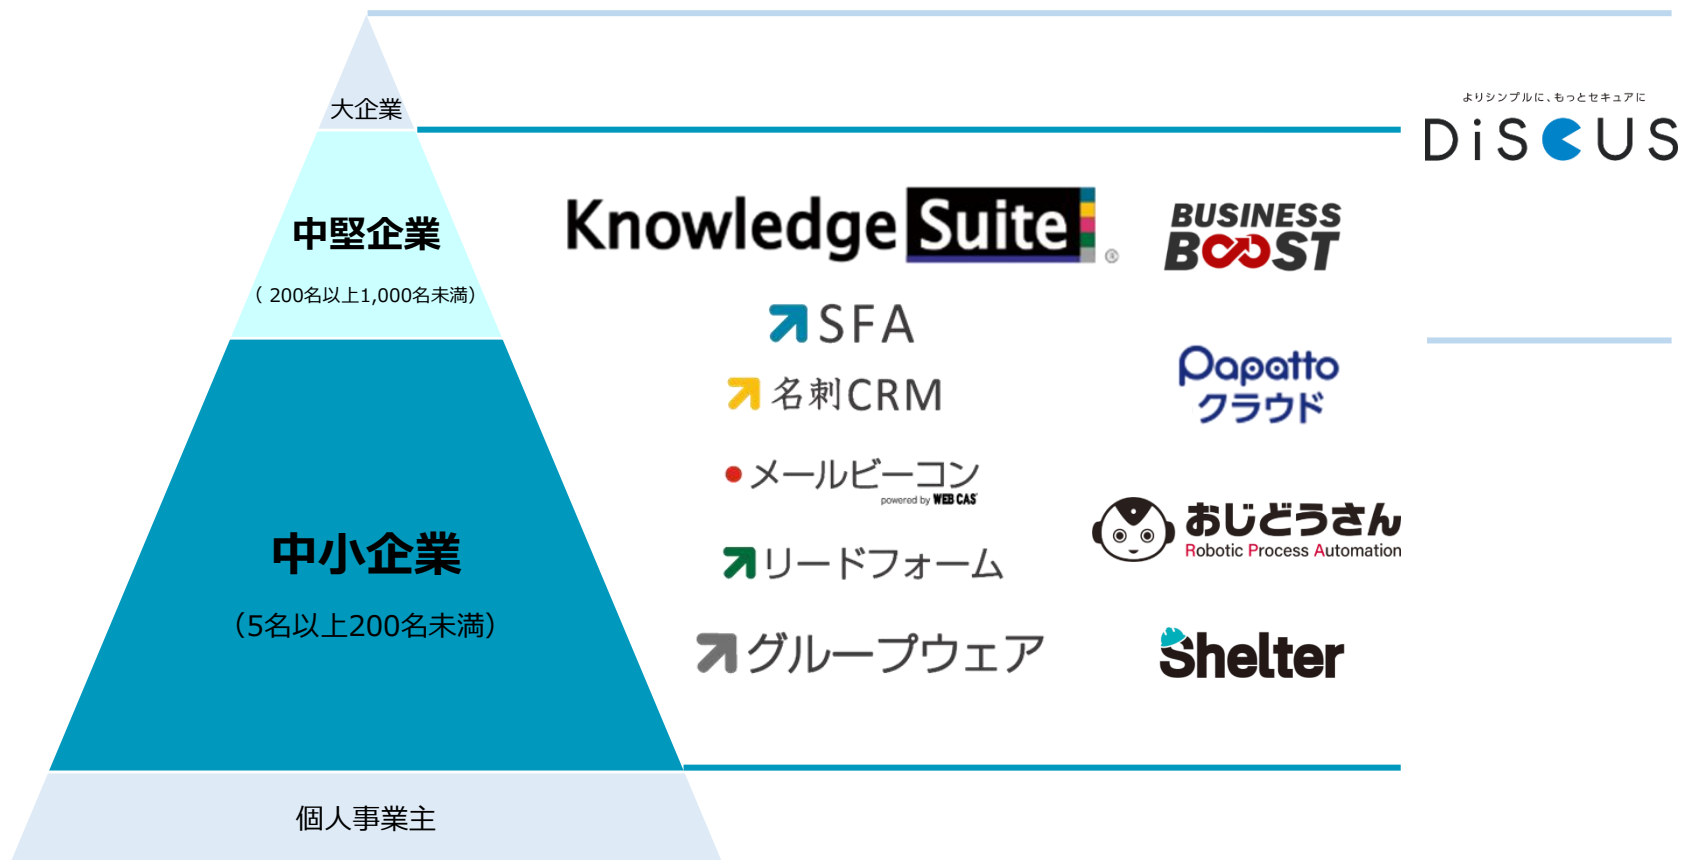 大企業
中堅企業
（ 200名以上1,000名未満）
中小企業
（5名以上200名未満）
個人事業主
Knowledge Suite ®
SFA
名刺CRM
メールビーコン
powered by WEB CAS
リードフォーム
グループウェア
BUSINESS
BOOST
Papatto
クラウド
おじどうさん
Robotic Process Automation
Shelter
よりシンプルに、もっとセキュアに
DiSCUS